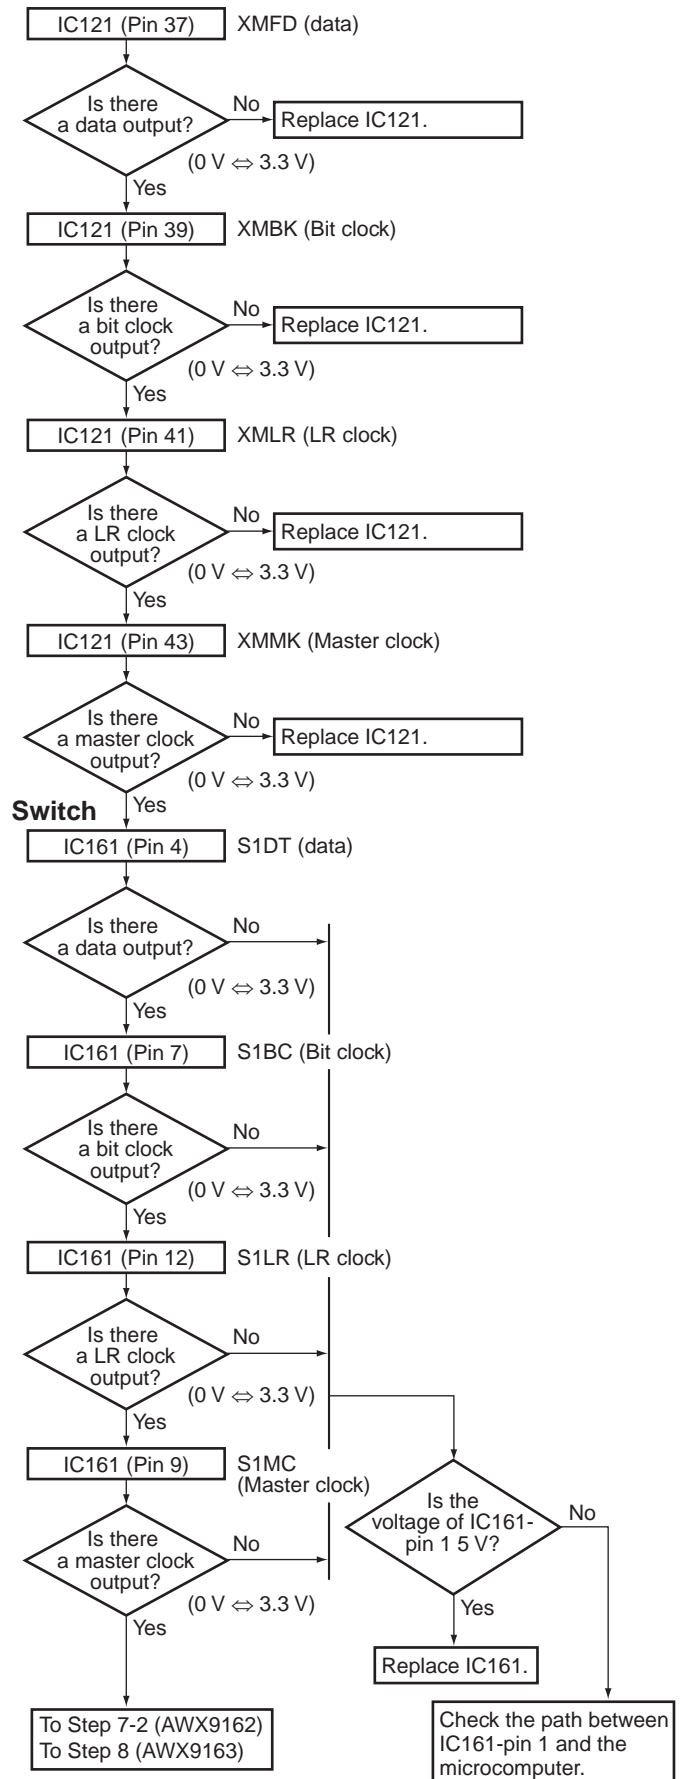 IC121 (Pin 37) XMFD (data)
Is there
a data output?
No
Replace IC121.
(0 V ⇔ 3.3 V)
Yes
IC121 (Pin 39) XMBK (Bit clock)
Is there
a bit clock
output?
No
Replace IC121.
(0 V ⇔ 3.3 V)
Yes
IC121 (Pin 41) XMLR (LR clock)
Is there
a LR clock
output?
No
Replace IC121.
(0 V ⇔ 3.3 V)
Yes
IC121 (Pin 43) XMMK (Master clock)
Is there
a master clock
output?
No
Replace IC121.
(0 V ⇔ 3.3 V)
Yes
Switch
IC161 (Pin 4) S1DT (data)
Is there
a data output?
No
(0 V ⇔ 3.3 V)
Yes
IC161 (Pin 7) S1BC (Bit clock)
Is there
a bit clock
output?
No
(0 V ⇔ 3.3 V)
Yes
IC161 (Pin 12) S1LR (LR clock)
Is there
a LR clock
output?
No
(0 V ⇔ 3.3 V)
Yes
IC161 (Pin 9) S1MC
(Master clock)
Is there
a master clock
output?
No
(0 V ⇔ 3.3 V)
Yes
Is the
voltage of IC161-
pin 1 5 V?
No
Yes
Replace IC161.
To Step 7-2 (AWX9162)
To Step 8 (AWX9163)
Check the path between
IC161-pin 1 and the
microcomputer.